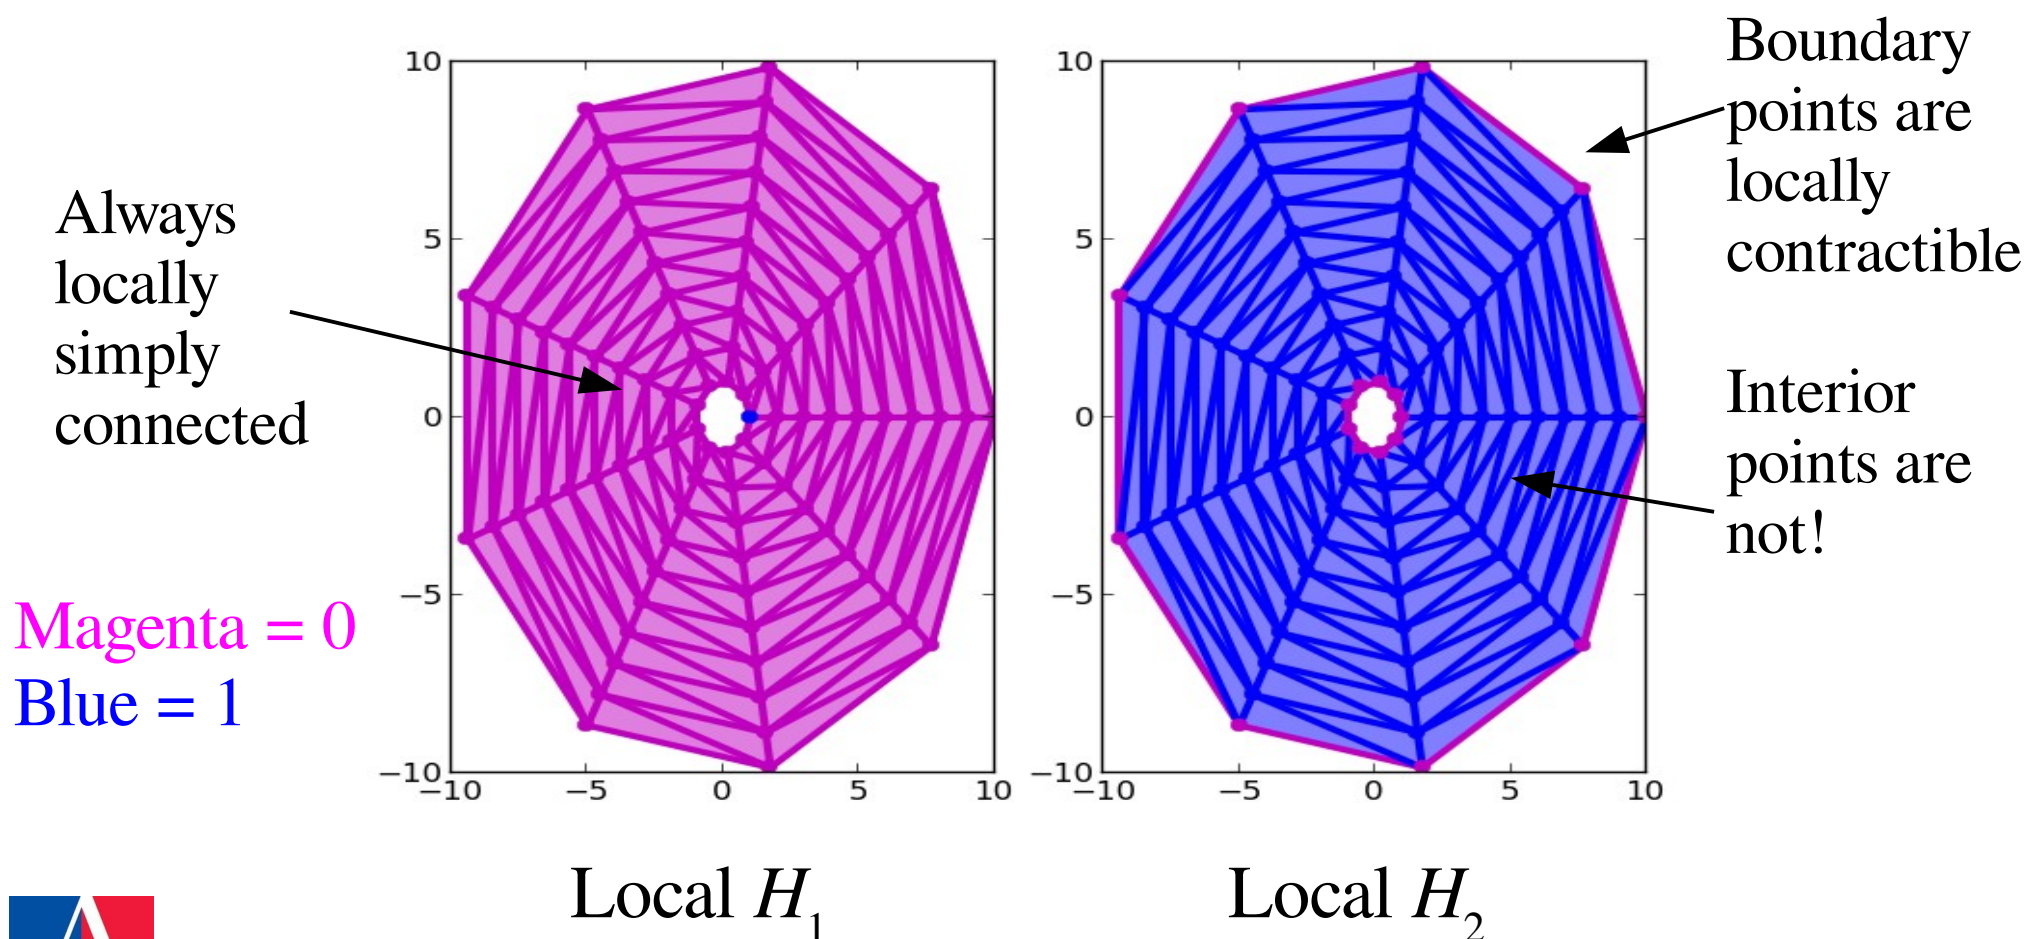 Always
locally
simply
connected
Magenta = 0
Blue = 1
10
5
0
−5
−10
−10 −5 0 5 10
Local H₁
10
5
0
−5
−10
−10 −5 0 5 10
Local H₂
Boundary
points are
locally
contractible
Interior
points are
not!